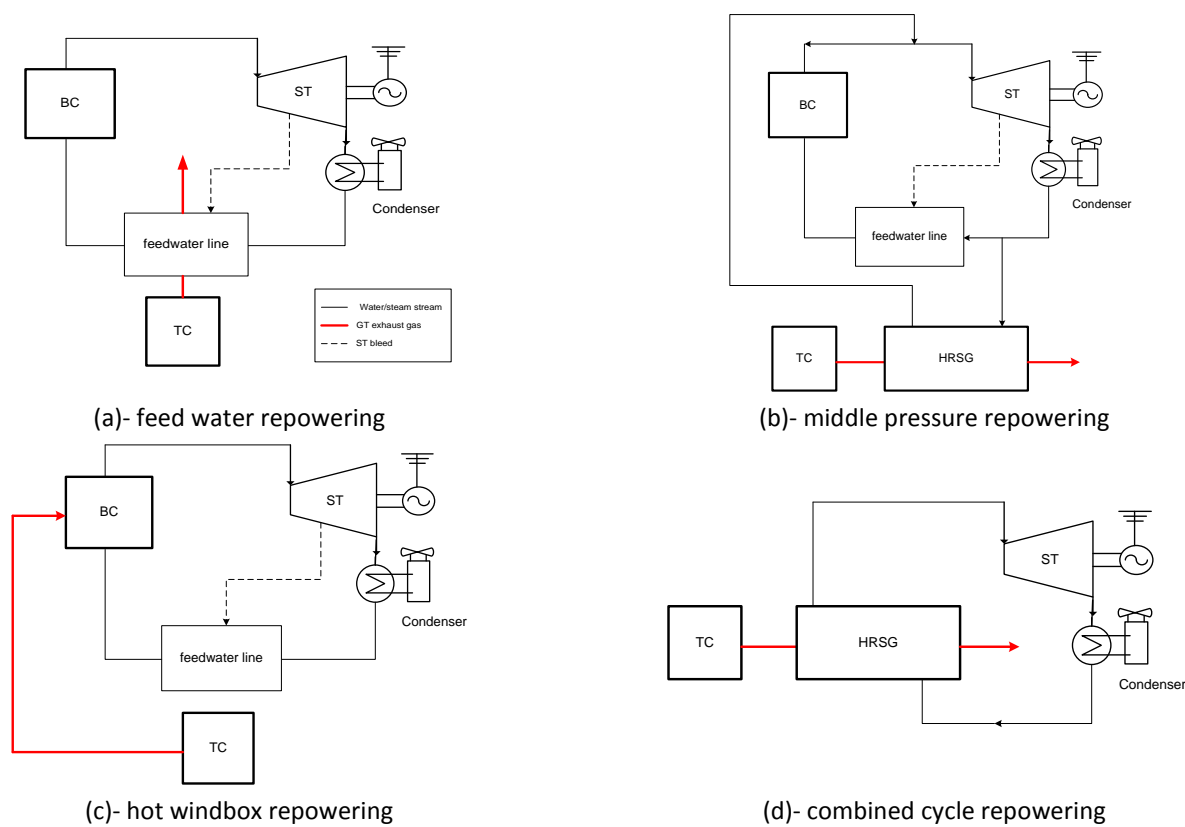 BC
ST
Condenser
feedwater line
TC
Water/steam stream
GT exhaust gas
ST bleed
(a)- feed water repowering
BC
ST
Condenser
feedwater line
TC
HRSG
(b)- middle pressure repowering
BC
ST
Condenser
feedwater line
TC
(c)- hot windbox repowering
ST
TC
HRSG
Condenser
(d)- combined cycle repowering